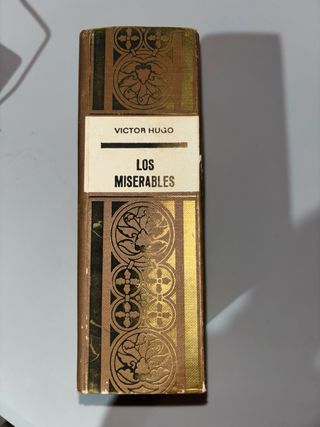 VICTOR HUGO
LOS
MISERABLES